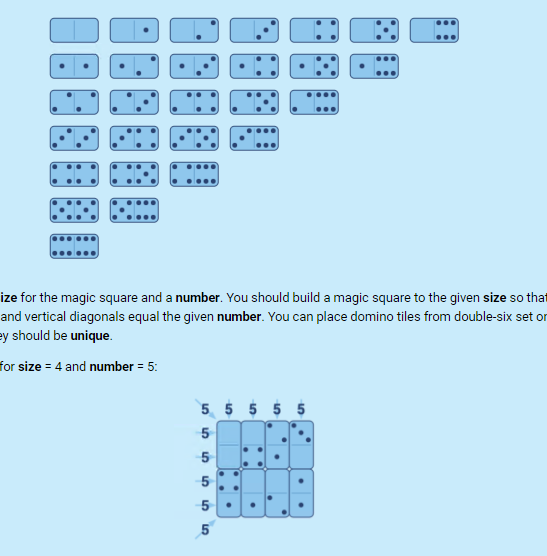 ize for the magic square and a number. You should build a magic square to the given size so that
and vertical diagonals equal the given number. You can place domino tiles from double-six set or
ey should be unique.
for size = 4 and number = 5:
5 5 5 5 5
5
5
5
5
5